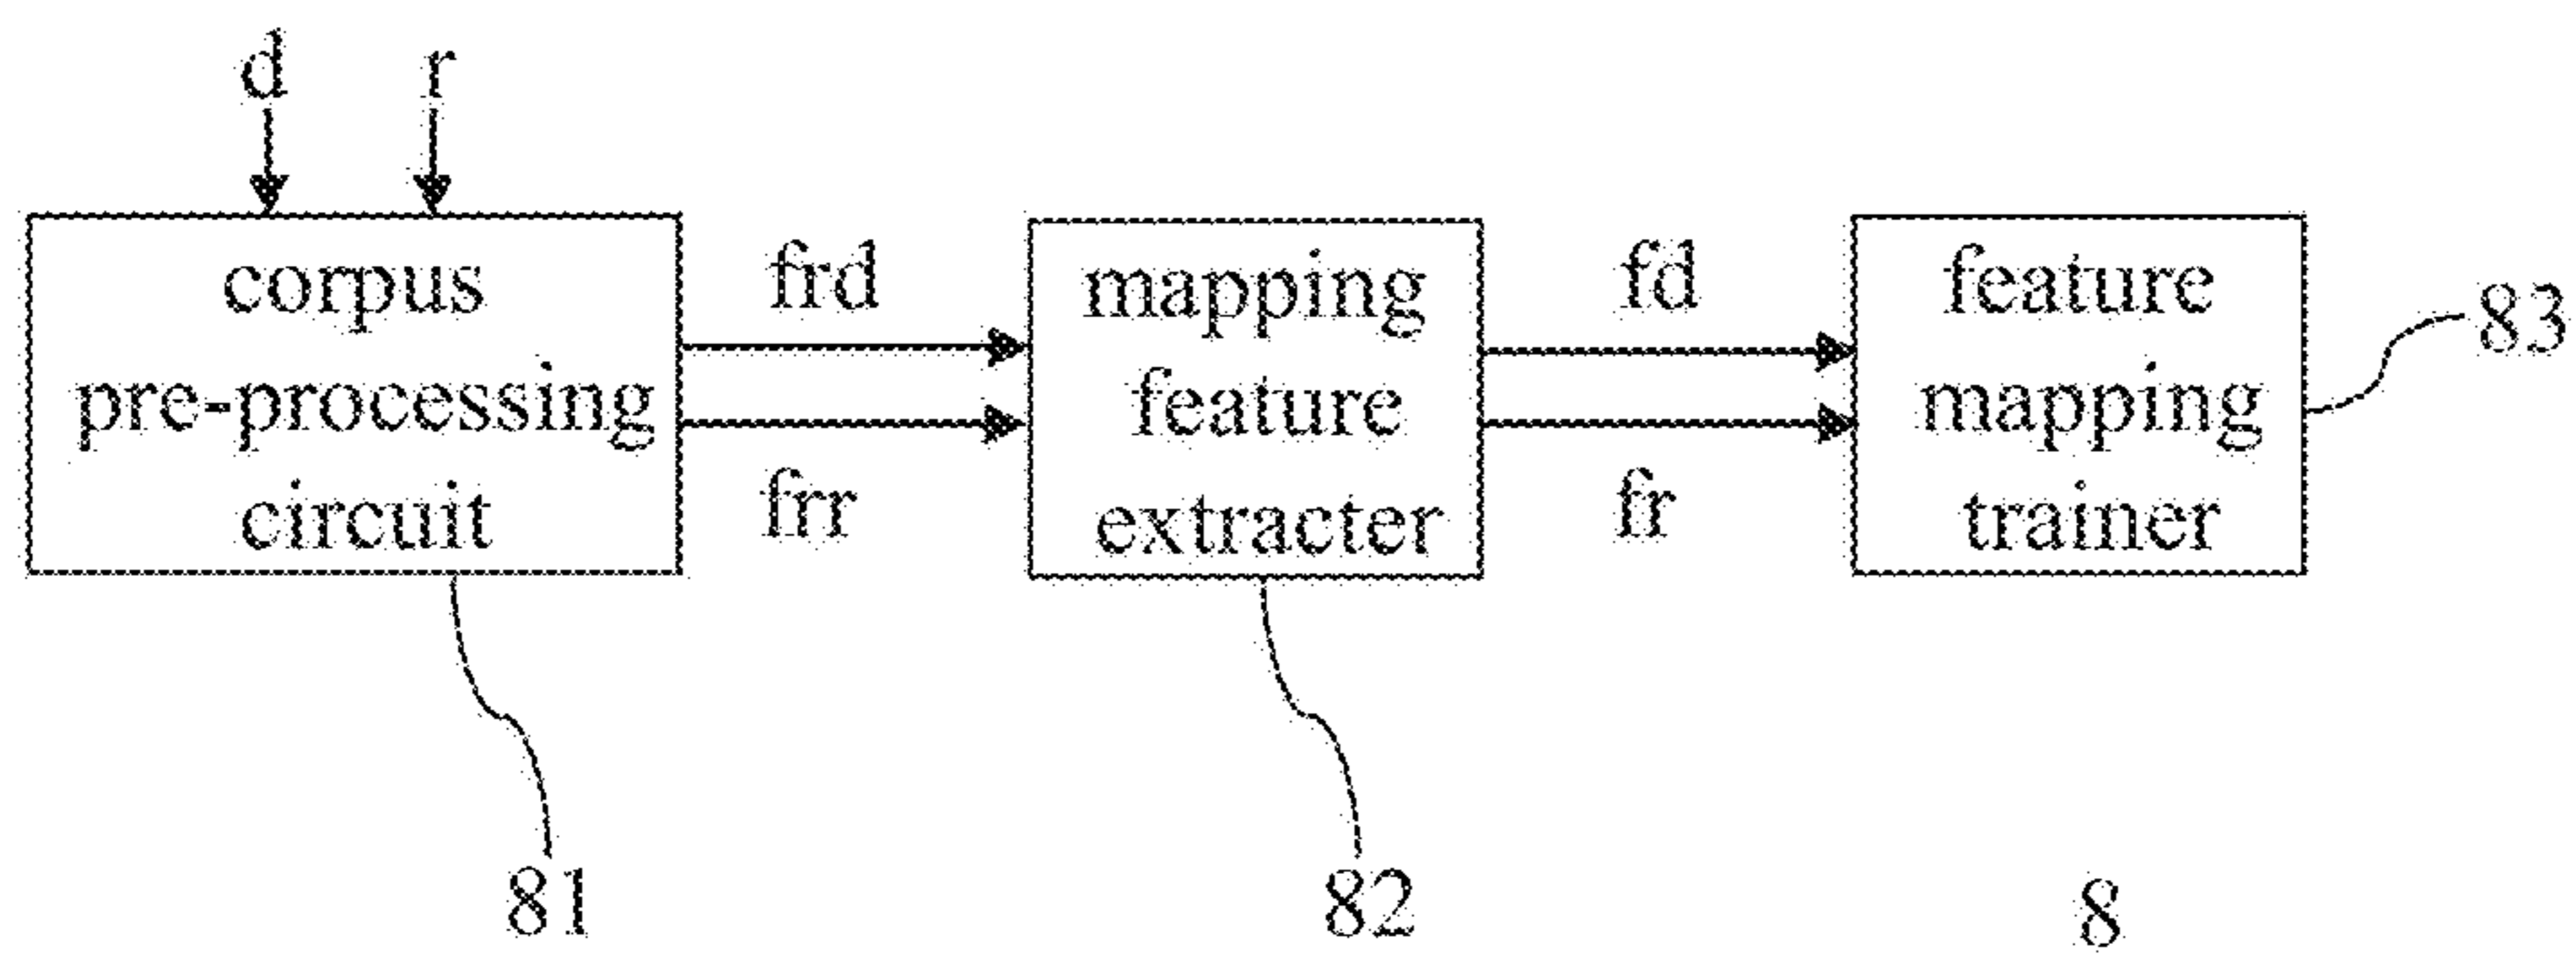 d r
corpus
pre-processing
circuit
frd
frr
mapping
feature
extracter
fd
fr
feature
mapping
trainer
83
81
82
8